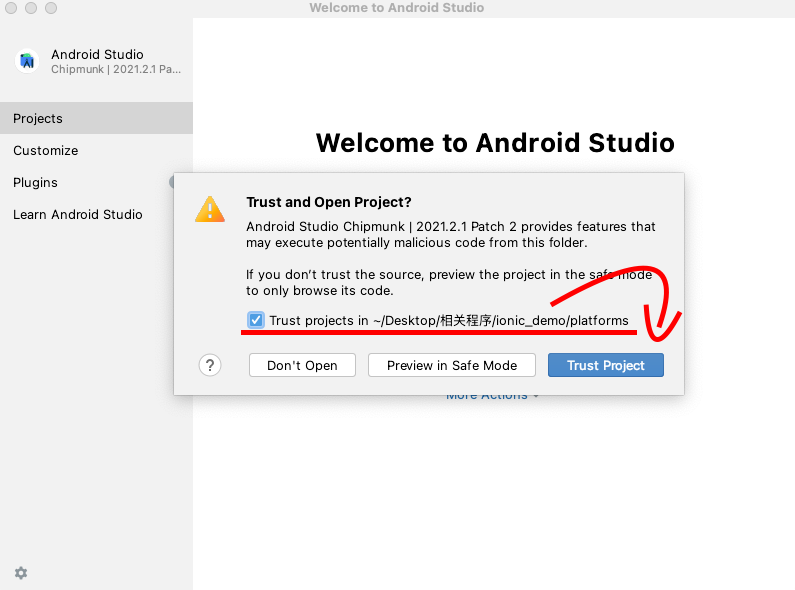 Welcome to Android Studio
Android Studio
Chipmunk | 2021.2.1 Pa...
Projects
Customize
Plugins
Learn Android Studio
Welcome to Android Studio
Trust and Open Project?
Android Studio Chipmunk | 2021.2.1 Patch 2 provides features that
may execute potentially malicious code from this folder.
If you don’t trust the source, preview the project in the safe mode
to only browse its code.
Trust projects in ~/Desktop/相关程序/ionic_demo/platforms
?
Don't Open
Preview in Safe Mode
Trust Project
More Actions